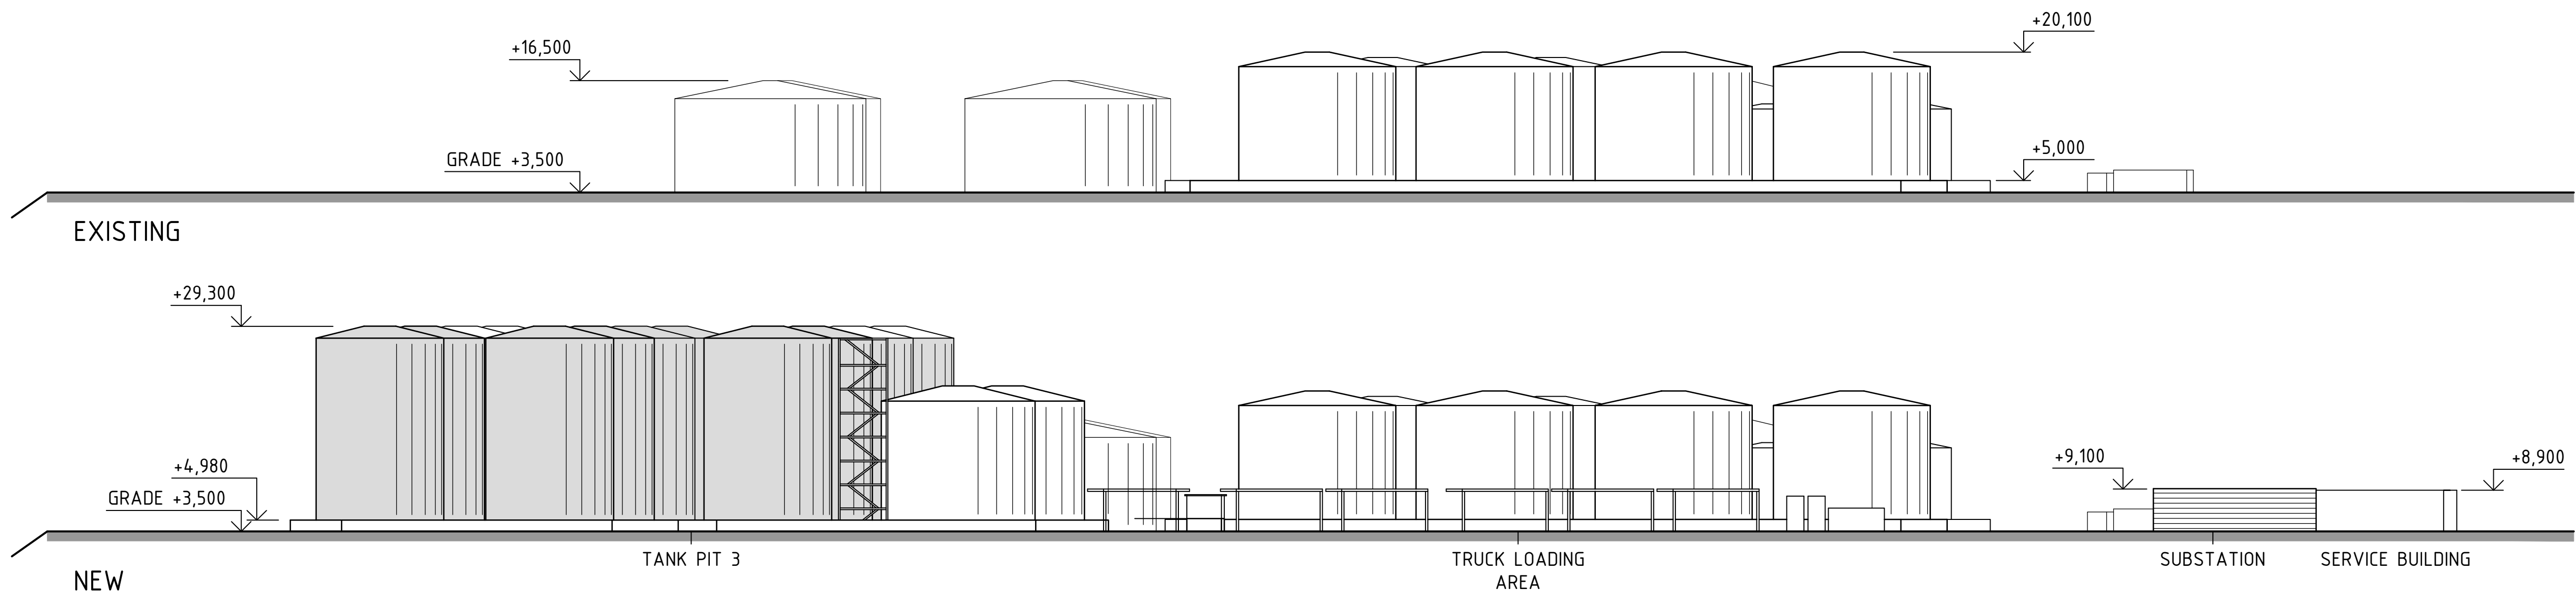 +20,100
+16,500
+5,000
GRADE +3,500
EXISTING
+29,300
+9,100
+8,900
+4,980
GRADE +3,500
TANK PIT 3
TRUCK LOADING
AREA
SUBSTATION
SERVICE BUILDING
NEW